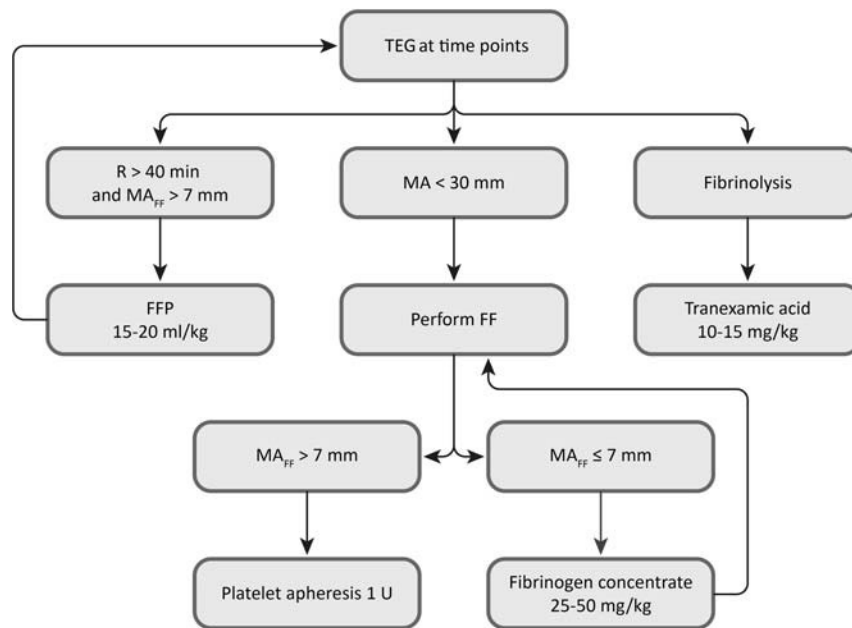 TEG at time points
R > 40 min
and MAFF > 7 mm
MA < 30 mm
Fibrinolysis
FFP
15-20 ml/kg
Perform FF
Tranexamic acid
10-15 mg/kg
MAFF > 7 mm
MAFF ≤ 7 mm
Platelet apheresis 1 U
Fibrinogen concentrate
25-50 mg/kg